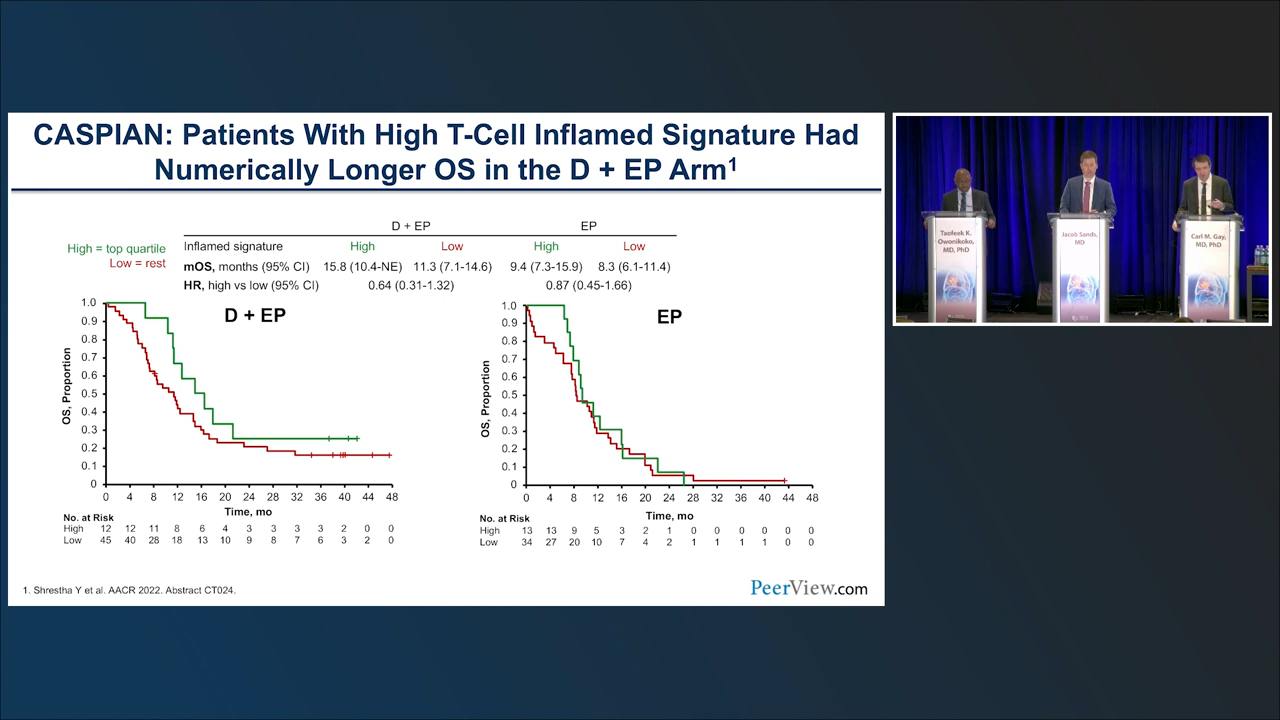 CASPIAN: Patients With High T-Cell Inflamed Signature Had
Numerically Longer OS in the D + EP Arm1
D + EP EP
High = top quartile
Low = rest
Inflamed signature High Low High Low
mOS, months (95% CI) 15.8 (10.4-NE) 11.3 (7.1-14.6) 9.4 (7.3-15.9) 8.3 (6.1-11.4)
HR, high vs low (95% CI) 0.64 (0.31-1.32) 0.87 (0.45-1.66)
D + EP
OS, Proportion
1.0
0.9
0.8
0.7
0.6
0.5
0.4
0.3
0.2
0.1
0
0 4 8 12 16 20 24 28 32 36 40 44 48
Time, mo
No. at Risk
High 12 12 11 8 6 4 3 3 3 3 2 0 0
Low 45 40 28 18 13 10 9 8 7 6 3 2 0
EP
OS, Proportion
1.0
0.9
0.8
0.7
0.6
0.5
0.4
0.3
0.2
0.1
0
0 4 8 12 16 20 24 28 32 36 40 44 48
Time, mo
No. at Risk
High 13 13 9 5 3 2 1 0 0 0 0 0 0
Low 34 27 20 10 7 4 2 1 1 1 1 0 0
1. Shrestha Y et al. AACR 2022. Abstract CT024.
PeerView.com
Taofeek K.
Owonikoko,
MD, PhD
Jacob Sands,
MD
Carl M. Gay,
MD, PhD